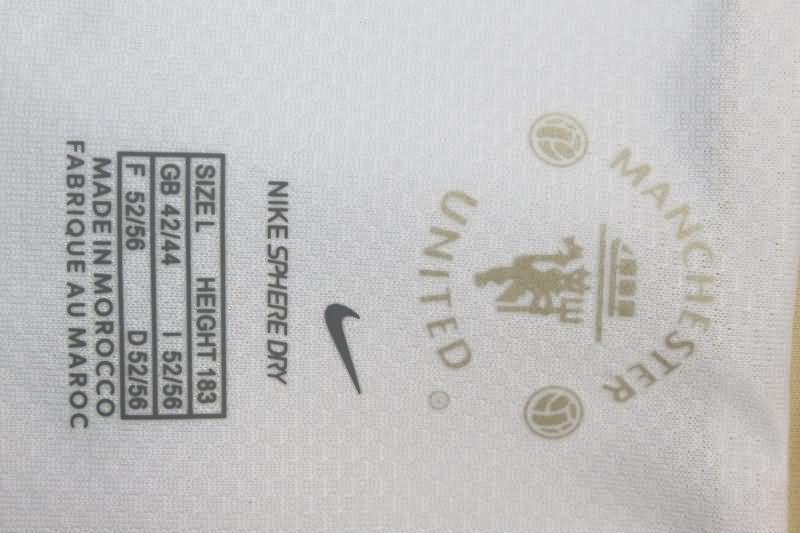 MANCHESTER
UNITED
NIKE SPHERE DRY
SIZE L HEIGHT 183
GB 42/44 I 52/56
F 52/56 D 52/56
MADE IN MOROCCO
FABRIQUE AU MAROC